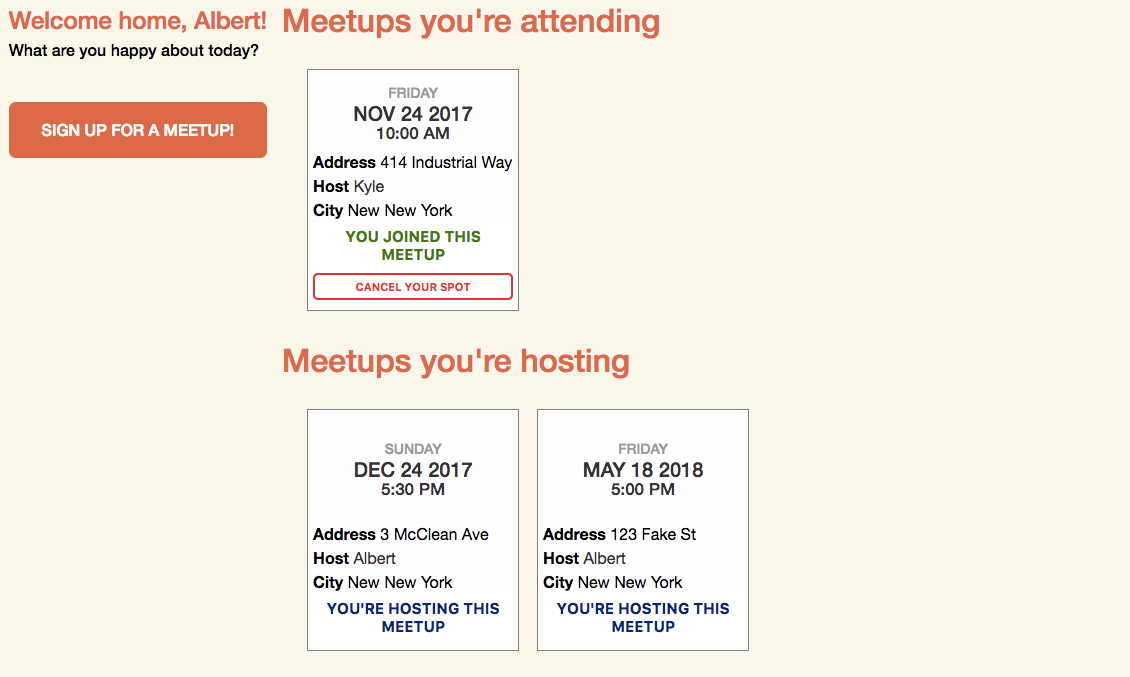 Welcome home, Albert!
What are you happy about today?
SIGN UP FOR A MEETUP!
Meetups you're attending
FRIDAY
NOV 24 2017
10:00 AM
Address 414 Industrial Way
Host Kyle
City New New York
YOU JOINED THIS
MEETUP
CANCEL YOUR SPOT
Meetups you're hosting
SUNDAY
DEC 24 2017
5:30 PM
Address 3 McClean Ave
Host Albert
City New New York
YOU'RE HOSTING THIS
MEETUP
FRIDAY
MAY 18 2018
5:00 PM
Address 123 Fake St
Host Albert
City New New York
YOU'RE HOSTING THIS
MEETUP